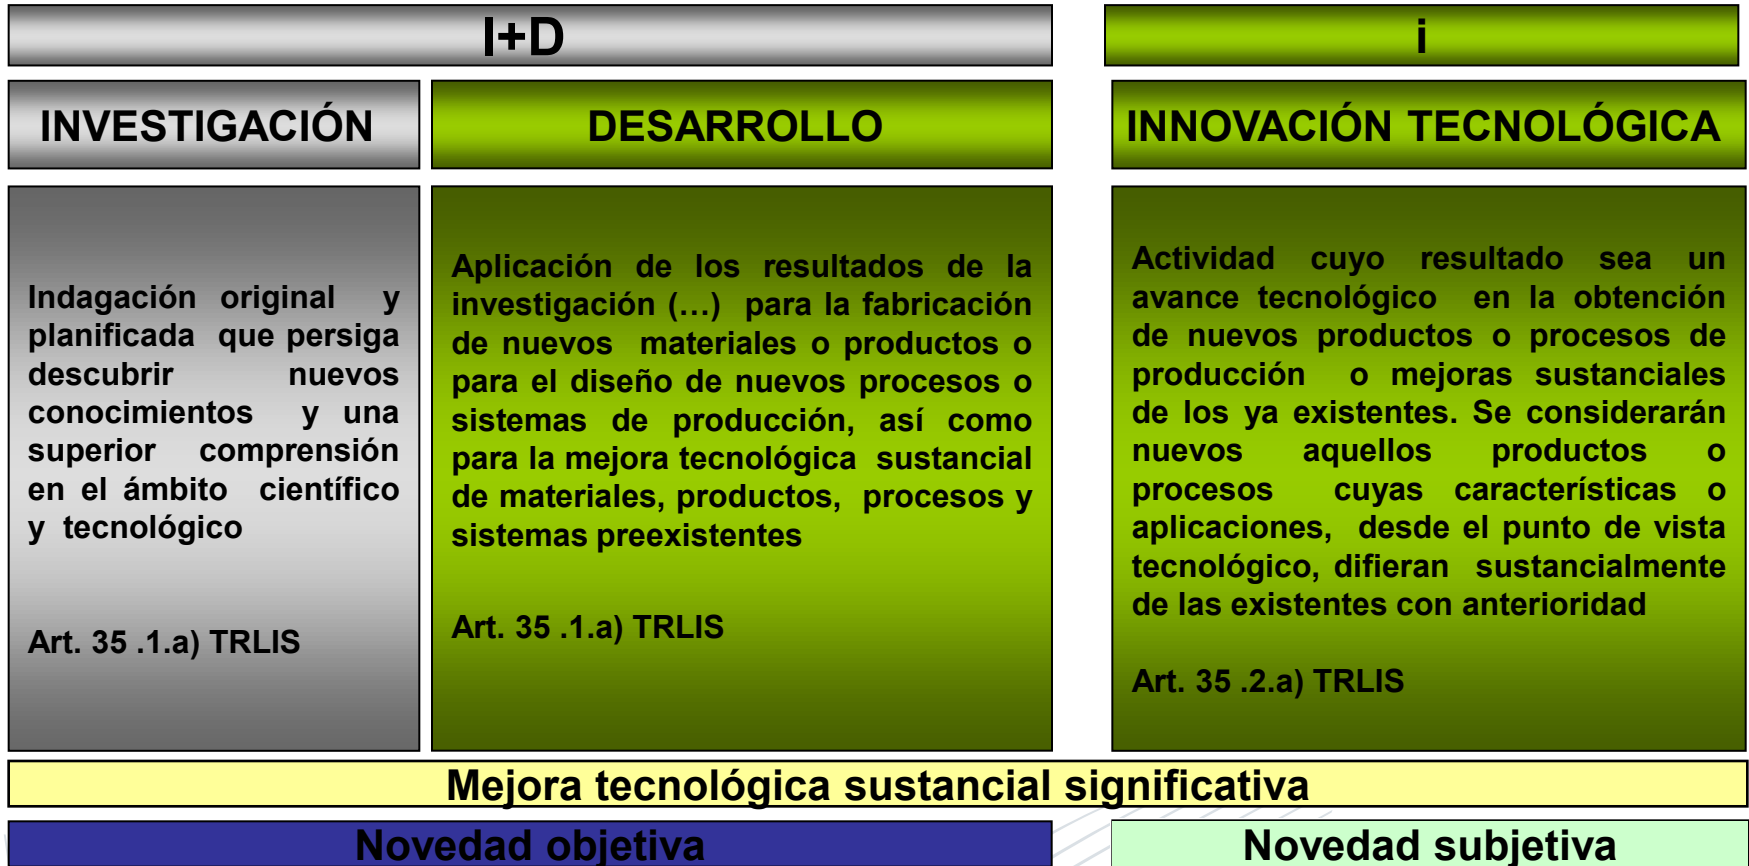 I+D
i
INVESTIGACIÓN
DESARROLLO
INNOVACIÓN TECNOLÓGICA
Indagación original y
planificada que persiga
descubrir nuevos
conocimientos y una
superior comprensión
en el ámbito científico
y tecnológico
Art. 35 .1.a) TRLIS
Aplicación de los resultados de la
investigación (…) para la fabricación
de nuevos materiales o productos o
para el diseño de nuevos procesos o
sistemas de producción, así como
para la mejora tecnológica sustancial
de materiales, productos, procesos y
sistemas preexistentes
Art. 35 .1.a) TRLIS
Actividad cuyo resultado sea un
avance tecnológico en la obtención
de nuevos productos o procesos de
producción o mejoras sustanciales
de los ya existentes. Se considerarán
nuevos aquellos productos o
procesos cuyas características o
aplicaciones, desde el punto de vista
tecnológico, difieran sustancialmente
de las existentes con anterioridad
Art. 35 .2.a) TRLIS
Mejora tecnológica sustancial significativa
Novedad objetiva
Novedad subjetiva